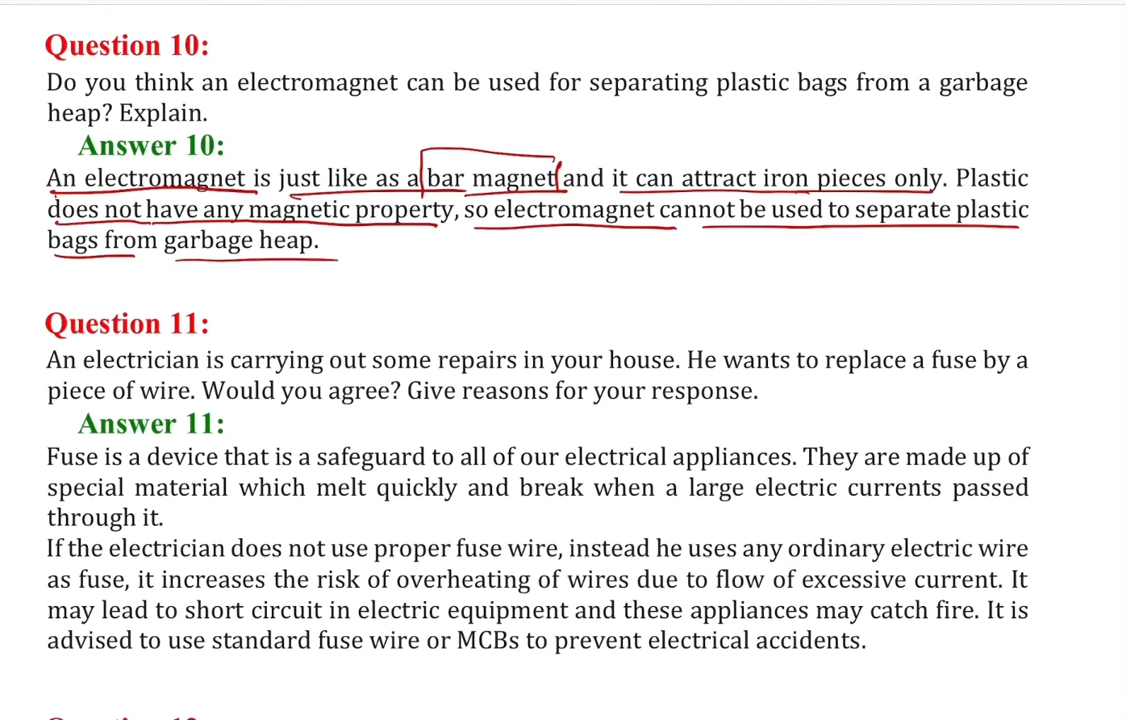 Question 10:
Do you think an electromagnet can be used for separating plastic bags from a garbage
heap? Explain.
Answer 10:
An electromagnet is just like as a bar magnet and it can attract iron pieces only. Plastic
does not have any magnetic property, so electromagnet cannot be used to separate plastic
bags from garbage heap.
Question 11:
An electrician is carrying out some repairs in your house. He wants to replace a fuse by a
piece of wire. Would you agree? Give reasons for your response.
Answer 11:
Fuse is a device that is a safeguard to all of our electrical appliances. They are made up of
special material which melt quickly and break when a large electric currents passed
through it.
If the electrician does not use proper fuse wire, instead he uses any ordinary electric wire
as fuse, it increases the risk of overheating of wires due to flow of excessive current. It
may lead to short circuit in electric equipment and these appliances may catch fire. It is
advised to use standard fuse wire or MCBs to prevent electrical accidents.